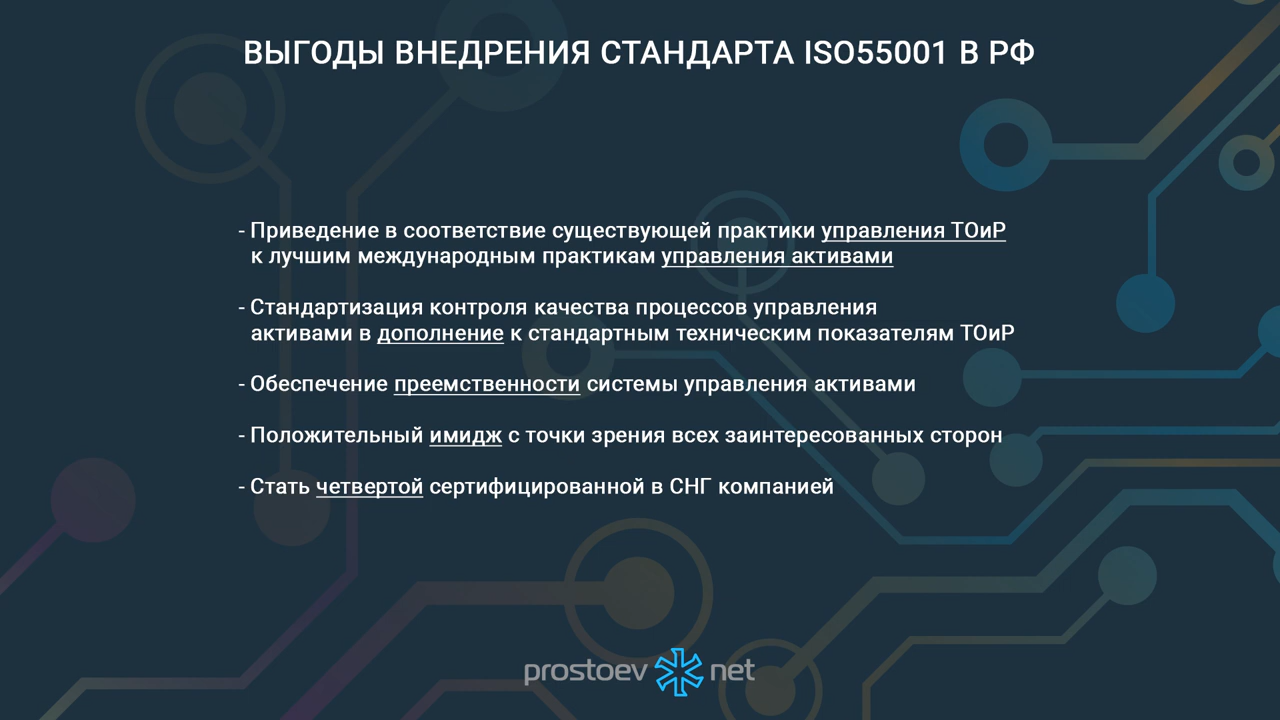 ВЫГОДЫ ВНЕДРЕНИЯ СТАНДАРТА ISO55001 В РФ
- Приведение в соответствие существующей практики управления ТОиР
к лучшим международным практикам управления активами
- Стандартизация контроля качества процессов управления
активами в дополнение к стандартным техническим показателям ТОиР
- Обеспечение преемственности системы управления активами
- Положительный имидж с точки зрения всех заинтересованных сторон
- Стать четвертой сертифицированной в СНГ компанией
prostoev net